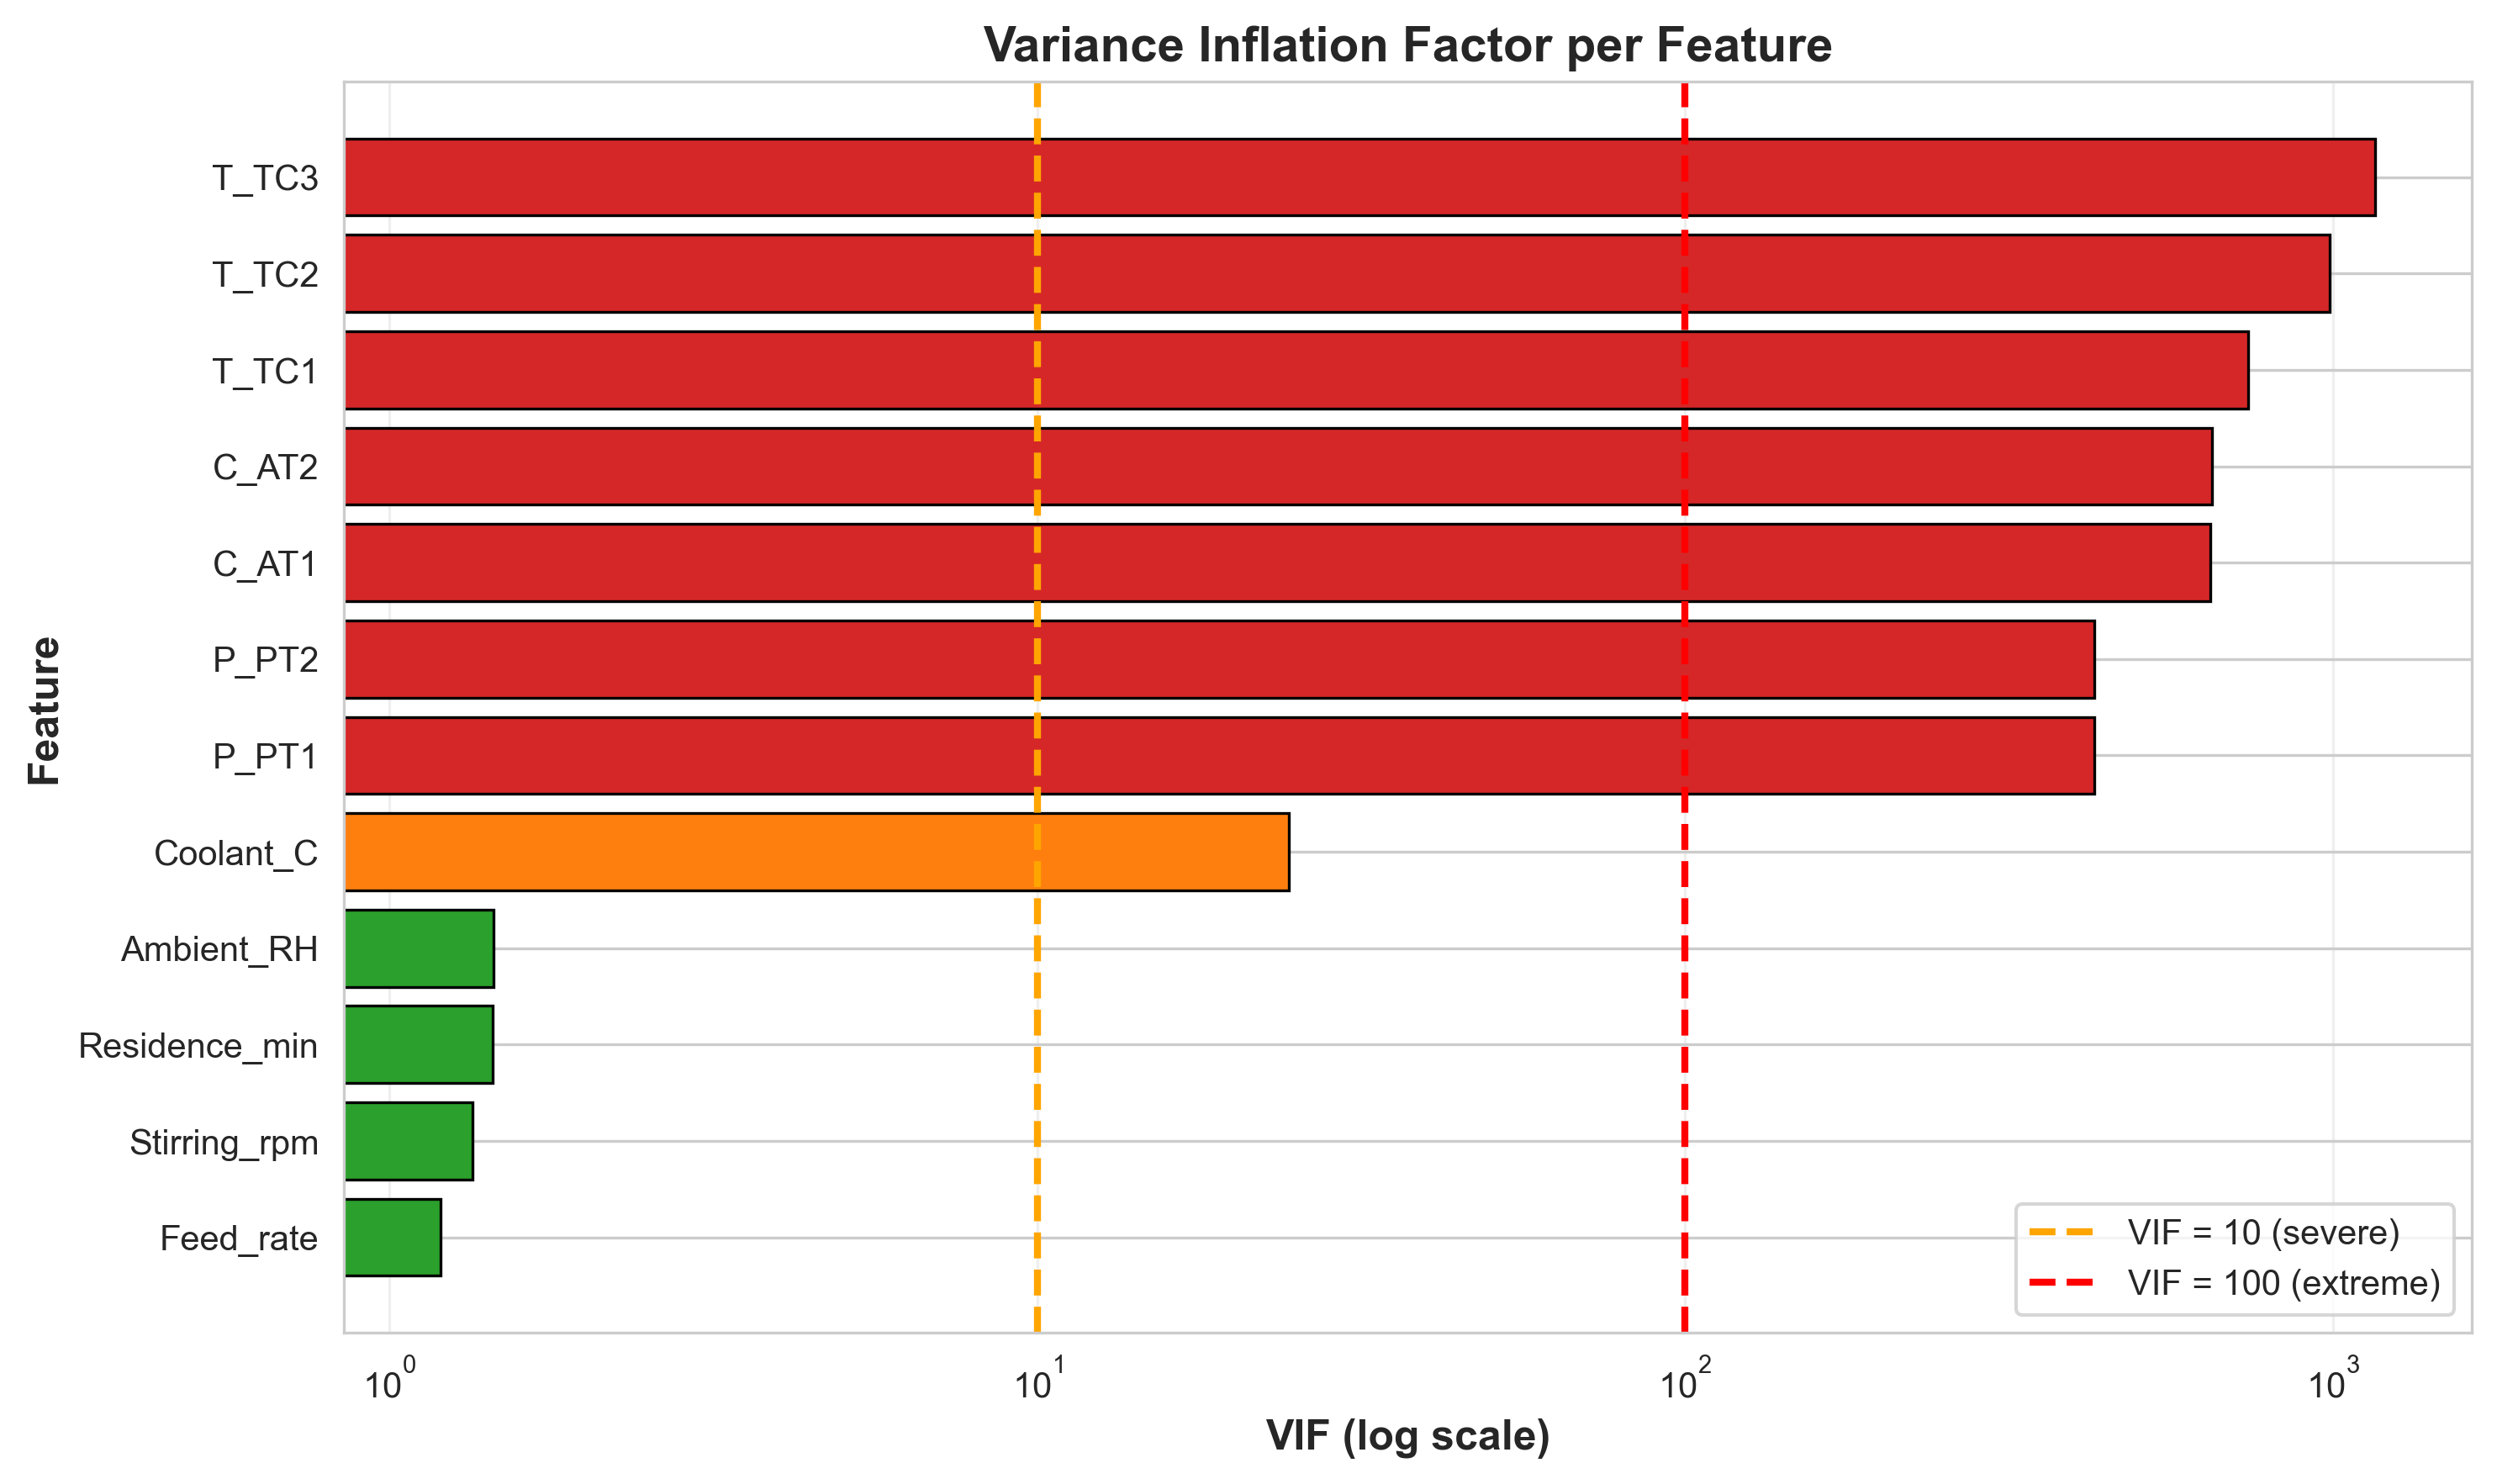 Variance Inflation Factor per Feature
T_TC3
T_TC2
T_TC1
C_AT2
C_AT1
P_PT2
P_PT1
Coolant_C
Ambient_RH
Residence_min
Stirring_rpm
Feed_rate
Feature
VIF = 10 (severe)
VIF = 100 (extreme)
10⁰ 10¹ 10² 10³
VIF (log scale)